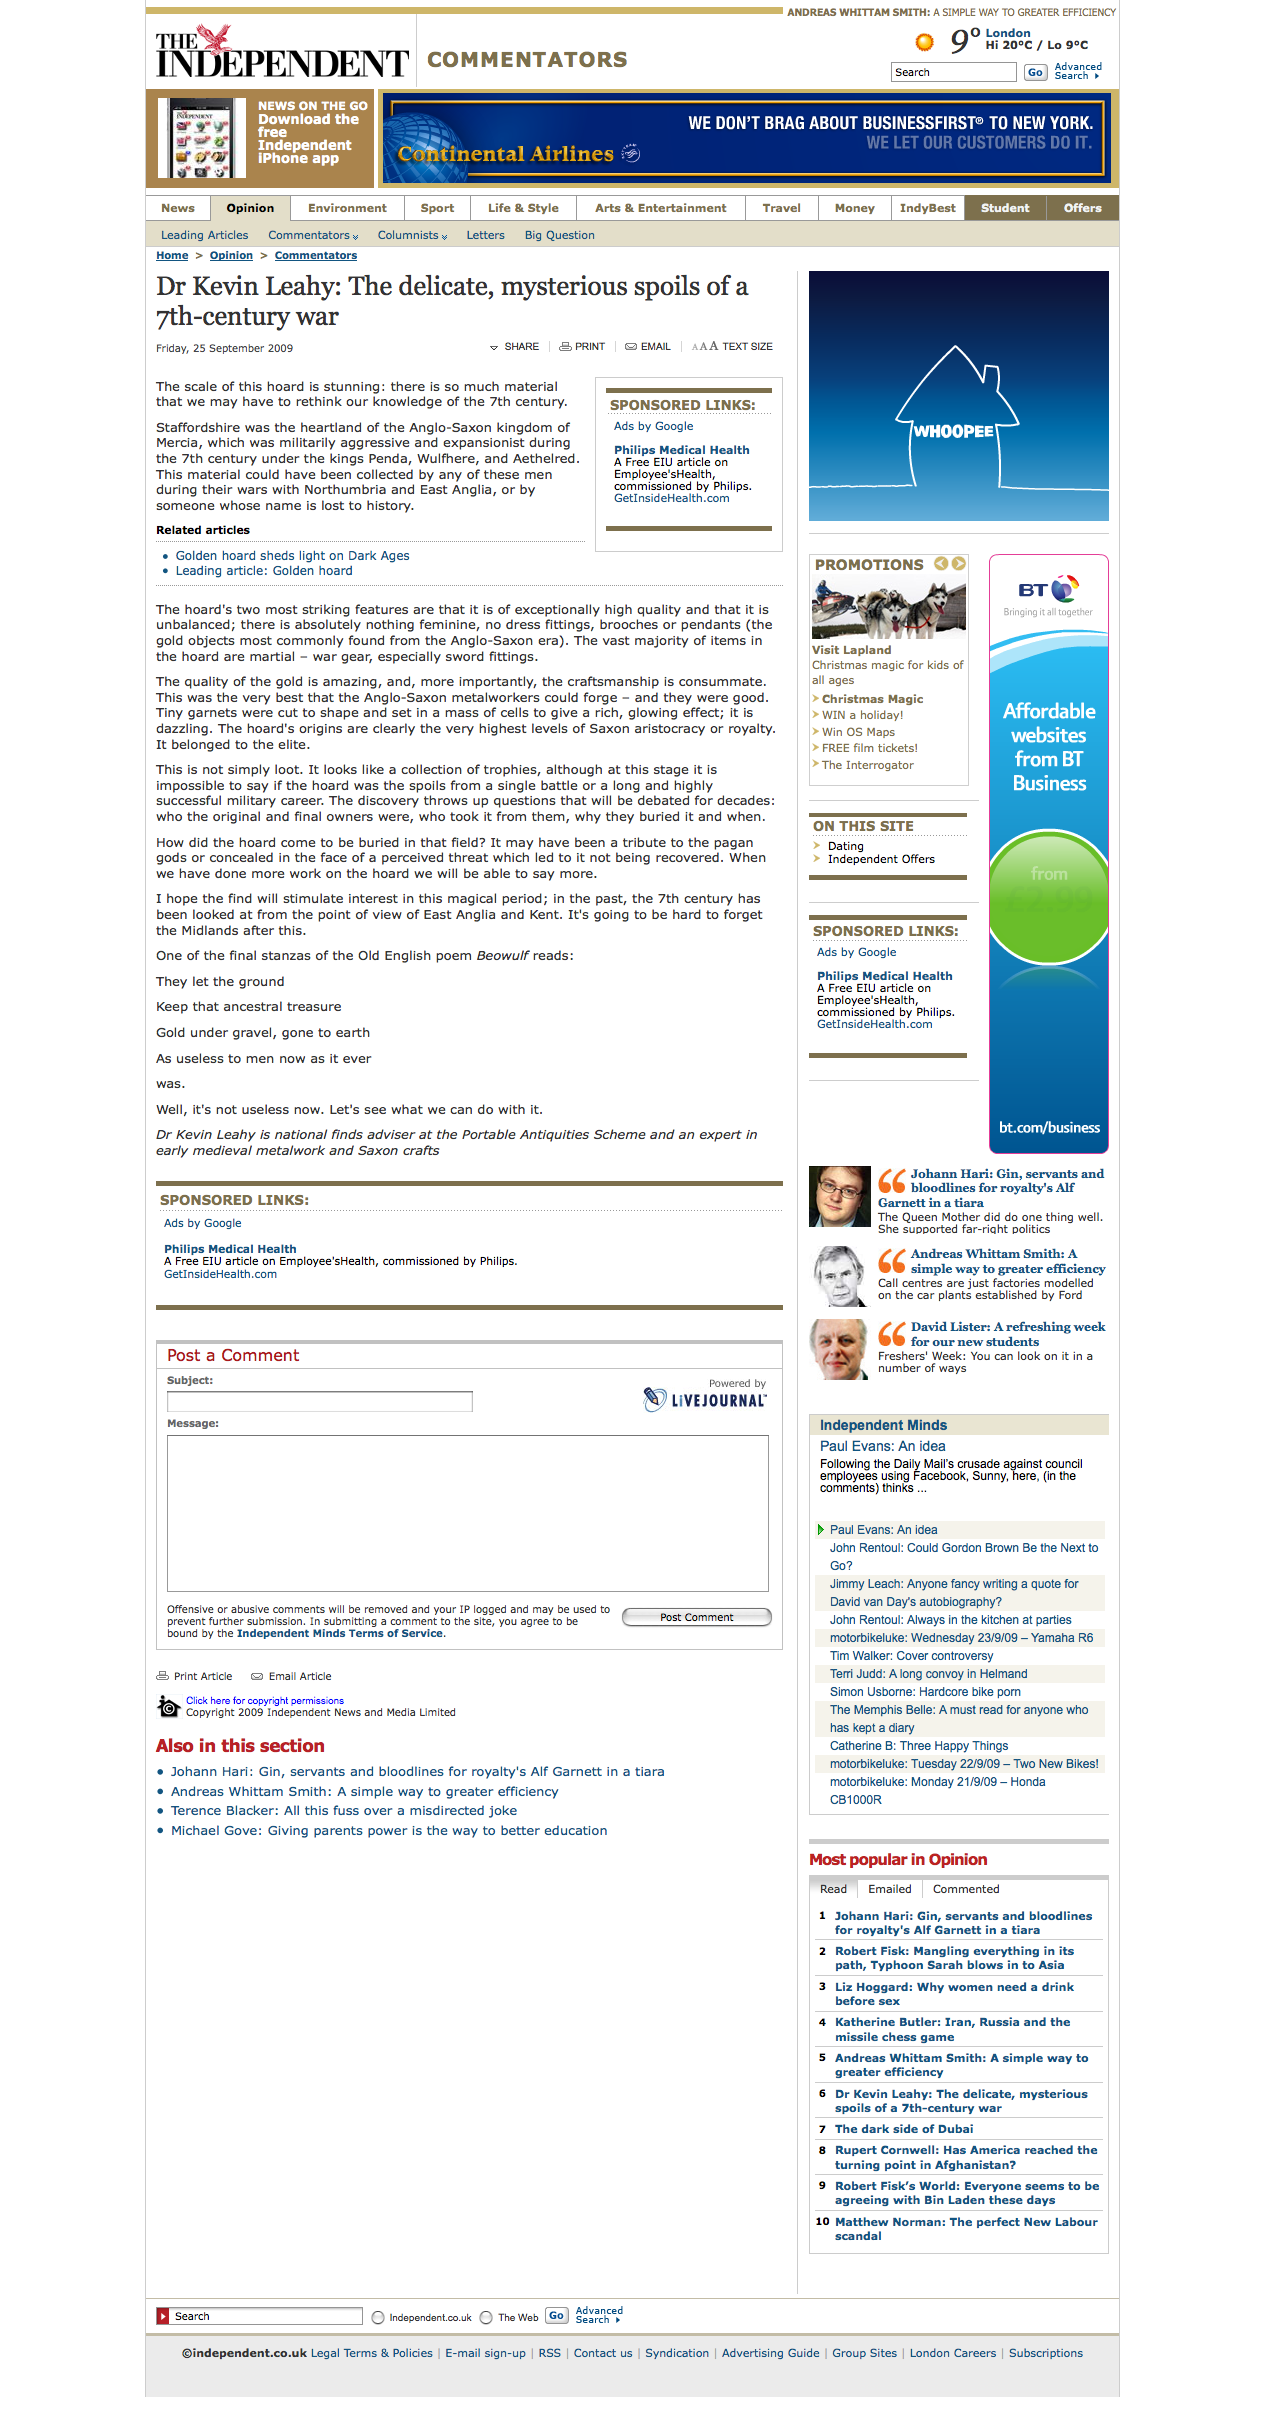 ANDREAS WHITTAM SMITH: A SIMPLE WAY TO GREATER EFFICIENCY
THE
INDEPENDENT
COMMENTATORS
9° London
Hi 20°C / Lo 9°C
Search
Go
Advanced
Search
NEWS ON THE GO
Download the
free
Independent
iPhone app
WE DON'T BRAG ABOUT BUSINESSFIRST® TO NEW YORK.
WE LET OUR CUSTOMERS DO IT.
Continental Airlines
News Opinion Environment Sport Life & Style Arts & Entertainment Travel Money IndyBest Student Offers
Leading Articles Commentators Columnists Letters Big Question
Home > Opinion > Commentators
Dr Kevin Leahy: The delicate, mysterious spoils of a
7th-century war
Friday, 25 September 2009
SHARE PRINT EMAIL AAA TEXT SIZE
The scale of this hoard is stunning: there is so much material
that we may have to rethink our knowledge of the 7th century.
Staffordshire was the heartland of the Anglo-Saxon kingdom of
Mercia, which was militarily aggressive and expansionist during
the 7th century under the kings Penda, Wulfhere, and Aethelred.
This material could have been collected by any of these men
during their wars with Northumbria and East Anglia, or by
someone whose name is lost to history.
SPONSORED LINKS:
Ads by Google
Philips Medical Health
A Free EIU article on
Employee'sHealth,
commissioned by Philips.
GetInsideHealth.com
Related articles
Golden hoard sheds light on Dark Ages
Leading article: Golden hoard
The hoard's two most striking features are that it is of exceptionally high quality and that it is
unbalanced; there is absolutely nothing feminine, no dress fittings, brooches or pendants (the
gold objects most commonly found from the Anglo-Saxon era). The vast majority of items in
the hoard are martial – war gear, especially sword fittings.
The quality of the gold is amazing, and, more importantly, the craftsmanship is consummate.
This was the very best that the Anglo-Saxon metalworkers could forge – and they were good.
Tiny garnets were cut to shape and set in a mass of cells to give a rich, glowing effect; it is
dazzling. The hoard's origins are clearly the very highest levels of Saxon aristocracy or royalty.
It belonged to the elite.
This is not simply loot. It looks like a collection of trophies, although at this stage it is
impossible to say if the hoard was the spoils from a single battle or a long and highly
successful military career. The discovery throws up questions that will be debated for decades:
who the original and final owners were, who took it from them, why they buried it and when.
How did the hoard come to be buried in that field? It may have been a tribute to the pagan
gods or concealed in the face of a perceived threat which led to it not being recovered. When
we have done more work on the hoard we will be able to say more.
I hope the find will stimulate interest in this magical period; in the past, the 7th century has
been looked at from the point of view of East Anglia and Kent. It's going to be hard to forget
the Midlands after this.
One of the final stanzas of the Old English poem Beowulf reads:
They let the ground
Keep that ancestral treasure
Gold under gravel, gone to earth
As useless to men now as it ever
was.
Well, it's not useless now. Let's see what we can do with it.
Dr Kevin Leahy is national finds adviser at the Portable Antiquities Scheme and an expert in
early medieval metalwork and Saxon crafts
SPONSORED LINKS:
Ads by Google
Philips Medical Health
A Free EIU article on Employee'sHealth, commissioned by Philips.
GetInsideHealth.com
Post a Comment
Subject:
Powered by
LIVEJOURNAL™
Message:
Offensive or abusive comments will be removed and your IP logged and may be used to
prevent further submission. In submitting a comment to the site, you agree to be
bound by the Independent Minds Terms of Service.
Post Comment
Print Article Email Article
Click here for copyright permissions
Copyright 2009 Independent News and Media Limited
Also in this section
Johann Hari: Gin, servants and bloodlines for royalty's Alf Garnett in a tiara
Andreas Whittam Smith: A simple way to greater efficiency
Terence Blacker: All this fuss over a misdirected joke
Michael Gove: Giving parents power is the way to better education
WHOOPEE
PROMOTIONS
Visit Lapland
Christmas magic for kids of
all ages
Christmas Magic
WIN a holiday!
Win OS Maps
FREE film tickets!
The Interrogator
ON THIS SITE
Dating
Independent Offers
SPONSORED LINKS:
Ads by Google
Philips Medical Health
A Free EIU article on
Employee'sHealth,
commissioned by Philips.
GetInsideHealth.com
BT
Bringing it all together
Affordable
websites
from BT
Business
from
£2.99
bt.com/business
Johann Hari: Gin, servants and
bloodlines for royalty's Alf
Garnett in a tiara
The Queen Mother did do one thing well.
She supported far-right politics
Andreas Whittam Smith: A
simple way to greater efficiency
Call centres are just factories modelled
on the car plants established by Ford
David Lister: A refreshing week
for our new students
Freshers' Week: You can look on it in a
number of ways
Independent Minds
Paul Evans: An idea
Following the Daily Mail's crusade against council
employees using Facebook, Sunny, here, (in the
comments) thinks ...
Paul Evans: An idea
John Rentoul: Could Gordon Brown Be the Next to
Go?
Jimmy Leach: Anyone fancy writing a quote for
David van Day's autobiography?
John Rentoul: Always in the kitchen at parties
motorbikeluke: Wednesday 23/9/09 – Yamaha R6
Tim Walker: Cover controversy
Terri Judd: A long convoy in Helmand
Simon Usborne: Hardcore bike porn
The Memphis Belle: A must read for anyone who
has kept a diary
Catherine B: Three Happy Things
motorbikeluke: Tuesday 22/9/09 – Two New Bikes!
motorbikeluke: Monday 21/9/09 – Honda
CB1000R
Most popular in Opinion
Read Emailed Commented
1 Johann Hari: Gin, servants and bloodlines
for royalty's Alf Garnett in a tiara
2 Robert Fisk: Mangling everything in its
path, Typhoon Sarah blows in to Asia
3 Liz Hoggard: Why women need a drink
before sex
4 Katherine Butler: Iran, Russia and the
missile chess game
5 Andreas Whittam Smith: A simple way to
greater efficiency
6 Dr Kevin Leahy: The delicate, mysterious
spoils of a 7th-century war
7 The dark side of Dubai
8 Rupert Cornwell: Has America reached the
turning point in Afghanistan?
9 Robert Fisk's World: Everyone seems to be
agreeing with Bin Laden these days
10 Matthew Norman: The perfect New Labour
scandal
Search Independent.co.uk The Web Go Advanced
Search
©independent.co.uk Legal Terms & Policies | E-mail sign-up | RSS | Contact us | Syndication | Advertising Guide | Group Sites | London Careers | Subscriptions